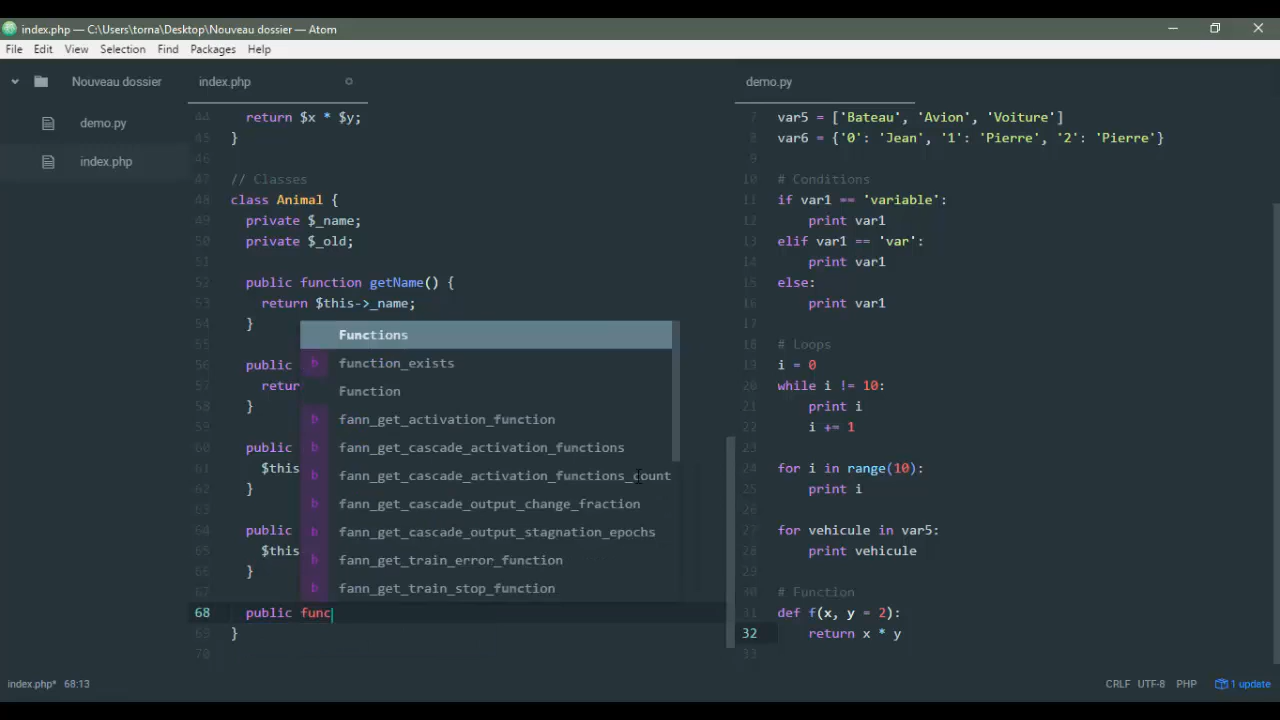 index.php — C:\Users\torna\Desktop\Nouveau dossier — Atom
File Edit View Selection Find Packages Help
Nouveau dossier
demo.py
index.php
index.php
44 return $x * $y;
45 }
46
47 // Classes
48 class Animal {
49 private $_name;
50 private $_old;
51
52 public function getName() {
53 return $this->_name;
54 }
55
56 public
57 retur
58 }
59
60 public
61 $this
62 }
63
64 public
65 $this
66 }
67
68 public func
69 }
70
Functions
b function_exists
Function
b fann_get_activation_function
b fann_get_cascade_activation_functions
b fann_get_cascade_activation_functions_count
b fann_get_cascade_output_change_fraction
b fann_get_cascade_output_stagnation_epochs
b fann_get_train_error_function
b fann_get_train_stop_function
demo.py
7 var5 = ['Bateau', 'Avion', 'Voiture']
8 var6 = {'0': 'Jean', '1': 'Pierre', '2': 'Pierre'}
9
10 # Conditions
11 if var1 == 'variable':
12 print var1
13 elif var1 == 'var':
14 print var1
15 else:
16 print var1
17
18 # Loops
19 i = 0
20 while i != 10:
21 print i
22 i += 1
23
24 for i in range(10):
25 print i
26
27 for vehicule in var5:
28 print vehicule
29
30 # Function
31 def f(x, y = 2):
32 return x * y
33
index.php* 68:13
CRLF UTF-8 PHP 1 update